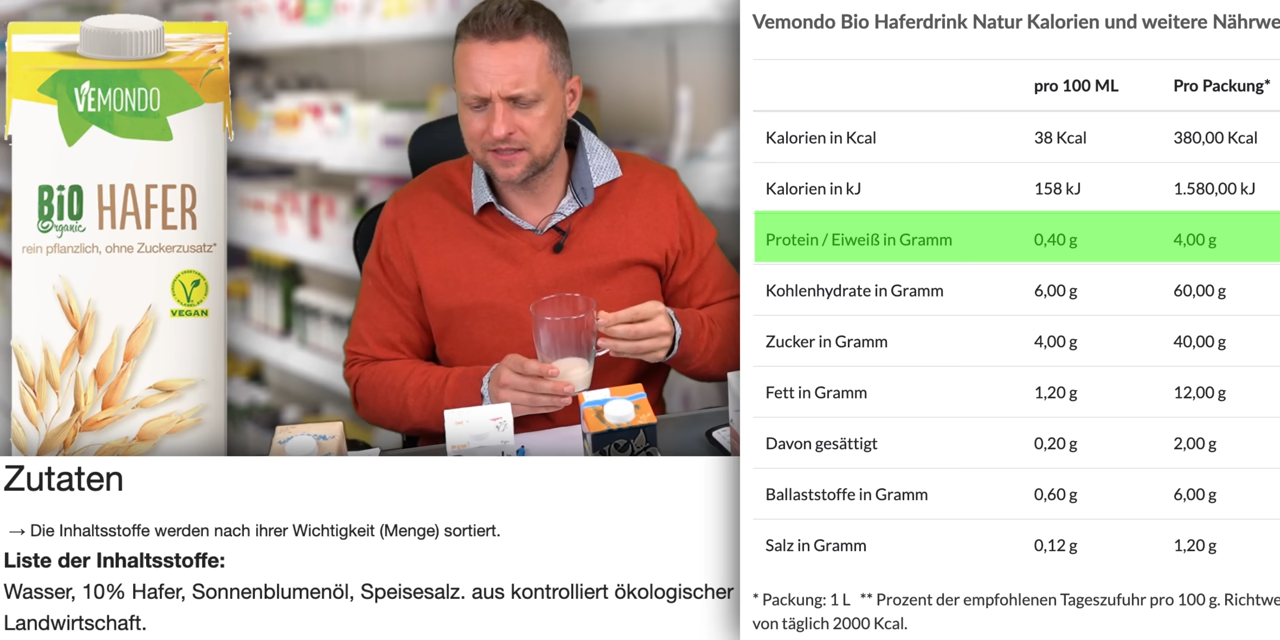 VEMONDO
BiO HAFER
Organic
rein pflanzlich, ohne Zuckerzusatz*
VEGAN
Zutaten
→ Die Inhaltsstoffe werden nach ihrer Wichtigkeit (Menge) sortiert.
Liste der Inhaltsstoffe:
Wasser, 10% Hafer, Sonnenblumenöl, Speisesalz. aus kontrolliert ökologischer
Landwirtschaft.
Vemondo Bio Haferdrink Natur Kalorien und weitere Nährwe
pro 100 ML Pro Packung*
Kalorien in Kcal 38 Kcal 380,00 Kcal
Kalorien in kJ 158 kJ 1.580,00 kJ
Protein / Eiweiß in Gramm 0,40 g 4,00 g
Kohlenhydrate in Gramm 6,00 g 60,00 g
Zucker in Gramm 4,00 g 40,00 g
Fett in Gramm 1,20 g 12,00 g
Davon gesättigt 0,20 g 2,00 g
Ballaststoffe in Gramm 0,60 g 6,00 g
Salz in Gramm 0,12 g 1,20 g
* Packung: 1 L ** Prozent der empfohlenen Tageszufuhr pro 100 g. Richtwe
von täglich 2000 Kcal.